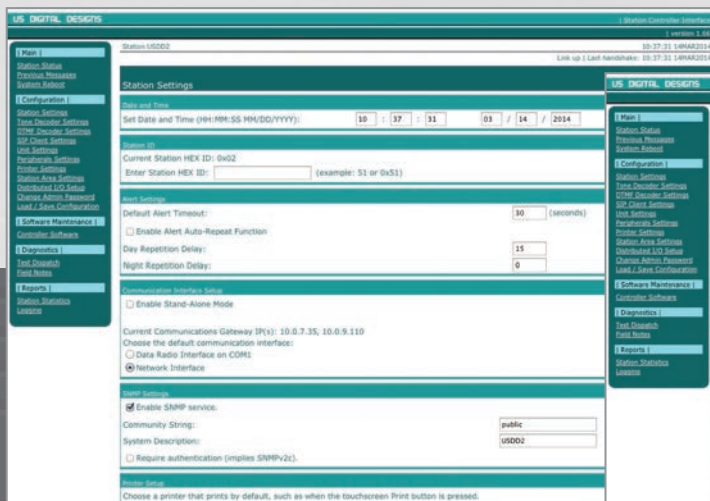 US DIGITAL DESIGNS
| Station Controller Interface
| version 1.06
Station USDD2
10:37:31 14MAR2014
Link up | Last handshake: 10:37:31 14MAR2014
| Main |
Station Status
Previous Messages
System Reboot
| Configuration |
Station Settings
Tone Decoder Settings
DTMF Decoder Settings
SIP Client Settings
Unit Settings
Peripherals Settings
Printer Settings
Station Area Settings
Distributed I/O Setup
Change Admin Password
Load / Save Configuration
| Software Maintenance |
Controller Software
| Diagnostics |
Test Dispatch
Field Notes
| Reports |
Station Statistics
Logging
Station Settings
Date and Time
Set Date and Time (HH:MM:SS MM/DD/YYYY): 10 : 37 : 31 03 / 14 / 2014
Station ID
Current Station HEX ID: 0x02
Enter Station HEX ID: (example: 51 or 0x51)
Alert Settings
Default Alert Timeout: 30 (seconds)
Enable Alert Auto-Repeat Function
Day Repetition Delay: 15
Night Repetition Delay: 0
Communication Interface Setup
Enable Stand-Alone Mode
Current Communications Gateway IP(s): 10.0.7.35, 10.0.9.110
Choose the default communication interface:
Data Radio Interface on COM1
Network Interface
SNMP Settings
Enable SNMP service.
Community String: public
System Description: USDD2
Require authentication (implies SNMPv2c).
Printer Setup
Choose a printer that prints by default, such as when the touchscreen Print button is pressed.
US DIGITAL DESIGNS
| Main |
Station Status
Previous Messages
System Reboot
| Configuration |
Station Settings
Tone Decoder Settings
DTMF Decoder Settings
SIP Client Settings
Unit Settings
Peripherals Settings
Printer Settings
Station Area Settings
Distributed I/O Setup
Change Admin Password
Load / Save Configuration
| Software Maintenance |
Controller Software
| Diagnostics |
Test Dispatch
Field Notes
| Reports |
Station Statistics
Logging